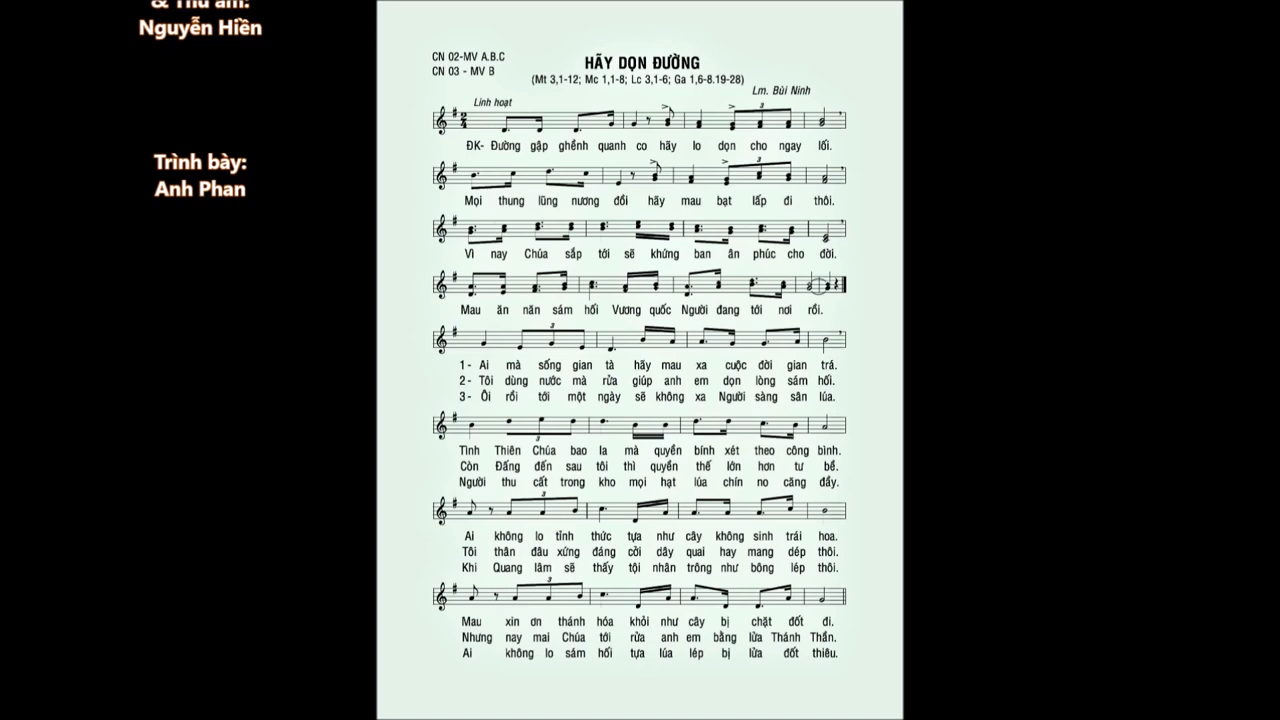 & Thu âm:
Nguyễn Hiền
Trình bày:
Anh Phan
CN 02-MV A.B.C
CN 03 - MV B
HÃY DỌN ĐƯỜNG
(Mt 3,1-12; Mc 1,1-8; Lc 3,1-6; Ga 1,6-8.19-28)
Lm. Bùi Ninh
Linh hoạt
ĐK- Đường gập ghềnh quanh co hãy lo dọn cho ngay lối.
Mọi thung lũng nương đồi hãy mau bạt lấp đi thôi.
Vì nay Chúa sắp tới sẽ khứng ban ân phúc cho đời.
Mau ăn năn sám hối Vương quốc Người đang tới nơi rồi.
1- Ai mà sống gian tà hãy mau xa cuộc đời gian trá.
2- Tôi dùng nước mà rửa giúp anh em dọn lòng sám hối.
3- Ôi rồi tới một ngày sẽ không xa Người sàng sân lúa.
Tình Thiên Chúa bao la mà quyền bính xét theo công bình.
Còn Đấng đến sau tôi thì quyền thế lớn hơn tư bề.
Người thu cất trong kho mọi hạt lúa chín no căng đầy.
Ai không lo tỉnh thức tựa như cây không sinh trái hoa.
Tôi thân đâu xứng đáng cởi dây quai hay mang dép thôi.
Khi Quang lâm sẽ thấy tội nhân trông như bông lép thôi.
Mau xin ơn thánh hóa khỏi như cây bị chặt đốt đi.
Nhưng nay mai Chúa tới rửa anh em bằng lửa Thánh Thần.
Ai không lo sám hối tựa lúa lép bị lửa đốt thiêu.